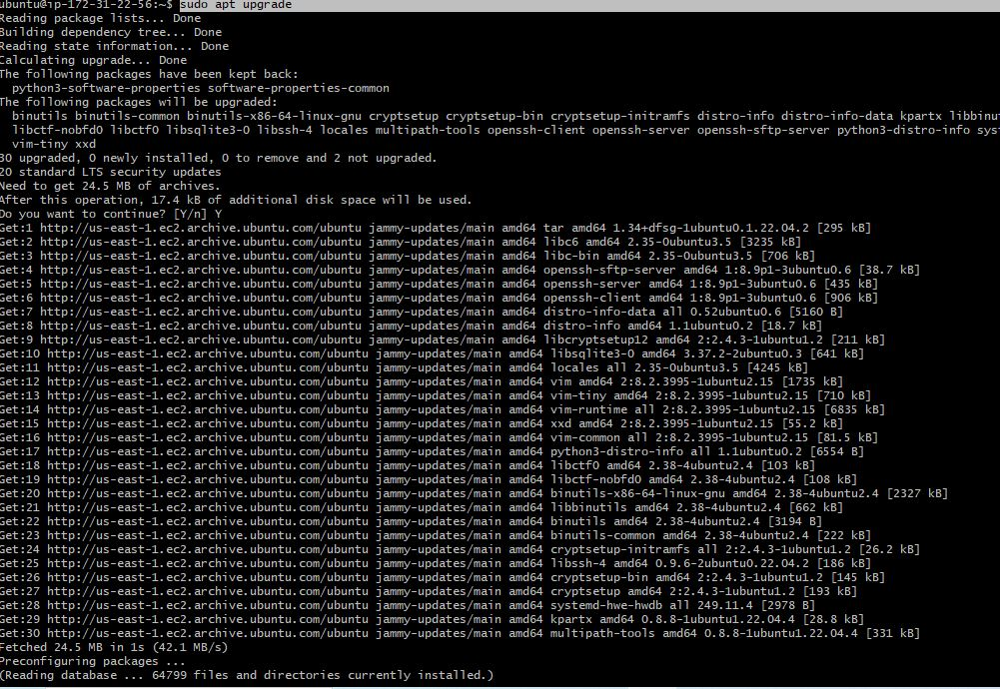 ubuntu@ip-172-31-22-56:~$ sudo apt upgrade
Reading package lists... Done
Building dependency tree... Done
Reading state information... Done
Calculating upgrade... Done
The following packages have been kept back:
python3-software-properties software-properties-common
The following packages will be upgraded:
binutils binutils-common binutils-x86-64-linux-gnu cryptsetup cryptsetup-bin cryptsetup-initramfs distro-info distro-info-data kpartx libbinu
libctf-nobfd0 libctf0 libsqlite3-0 libssh-4 locales multipath-tools openssh-client openssh-server openssh-sftp-server python3-distro-info sys
vim-tiny xxd
30 upgraded, 0 newly installed, 0 to remove and 2 not upgraded.
20 standard LTS security updates
Need to get 24.5 MB of archives.
After this operation, 17.4 kB of additional disk space will be used.
Do you want to continue? [Y/n] Y
Get:1 http://us-east-1.ec2.archive.ubuntu.com/ubuntu jammy-updates/main amd64 tar amd64 1.34+dfsg-1ubuntu0.1.22.04.2 [295 kB]
Get:2 http://us-east-1.ec2.archive.ubuntu.com/ubuntu jammy-updates/main amd64 libc6 amd64 2.35-0ubuntu3.5 [3235 kB]
Get:3 http://us-east-1.ec2.archive.ubuntu.com/ubuntu jammy-updates/main amd64 libc-bin amd64 2.35-0ubuntu3.5 [706 kB]
Get:4 http://us-east-1.ec2.archive.ubuntu.com/ubuntu jammy-updates/main amd64 openssh-sftp-server amd64 1:8.9p1-3ubuntu0.6 [38.7 kB]
Get:5 http://us-east-1.ec2.archive.ubuntu.com/ubuntu jammy-updates/main amd64 openssh-server amd64 1:8.9p1-3ubuntu0.6 [435 kB]
Get:6 http://us-east-1.ec2.archive.ubuntu.com/ubuntu jammy-updates/main amd64 openssh-client amd64 1:8.9p1-3ubuntu0.6 [906 kB]
Get:7 http://us-east-1.ec2.archive.ubuntu.com/ubuntu jammy-updates/main amd64 distro-info-data all 0.52ubuntu0.6 [5160 B]
Get:8 http://us-east-1.ec2.archive.ubuntu.com/ubuntu jammy-updates/main amd64 distro-info amd64 1.1ubuntu0.2 [18.7 kB]
Get:9 http://us-east-1.ec2.archive.ubuntu.com/ubuntu jammy-updates/main amd64 libcryptsetup12 amd64 2:2.4.3-1ubuntu1.2 [211 kB]
Get:10 http://us-east-1.ec2.archive.ubuntu.com/ubuntu jammy-updates/main amd64 libsqlite3-0 amd64 3.37.2-2ubuntu0.3 [641 kB]
Get:11 http://us-east-1.ec2.archive.ubuntu.com/ubuntu jammy-updates/main amd64 locales all 2.35-0ubuntu3.5 [4245 kB]
Get:12 http://us-east-1.ec2.archive.ubuntu.com/ubuntu jammy-updates/main amd64 vim amd64 2:8.2.3995-1ubuntu2.15 [1735 kB]
Get:13 http://us-east-1.ec2.archive.ubuntu.com/ubuntu jammy-updates/main amd64 vim-tiny amd64 2:8.2.3995-1ubuntu2.15 [710 kB]
Get:14 http://us-east-1.ec2.archive.ubuntu.com/ubuntu jammy-updates/main amd64 vim-runtime all 2:8.2.3995-1ubuntu2.15 [6835 kB]
Get:15 http://us-east-1.ec2.archive.ubuntu.com/ubuntu jammy-updates/main amd64 xxd amd64 2:8.2.3995-1ubuntu2.15 [55.2 kB]
Get:16 http://us-east-1.ec2.archive.ubuntu.com/ubuntu jammy-updates/main amd64 vim-common all 2:8.2.3995-1ubuntu2.15 [81.5 kB]
Get:17 http://us-east-1.ec2.archive.ubuntu.com/ubuntu jammy-updates/main amd64 python3-distro-info all 1.1ubuntu0.2 [6554 B]
Get:18 http://us-east-1.ec2.archive.ubuntu.com/ubuntu jammy-updates/main amd64 libctf0 amd64 2.38-4ubuntu2.4 [103 kB]
Get:19 http://us-east-1.ec2.archive.ubuntu.com/ubuntu jammy-updates/main amd64 libctf-nobfd0 amd64 2.38-4ubuntu2.4 [108 kB]
Get:20 http://us-east-1.ec2.archive.ubuntu.com/ubuntu jammy-updates/main amd64 binutils-x86-64-linux-gnu amd64 2.38-4ubuntu2.4 [2327 kB]
Get:21 http://us-east-1.ec2.archive.ubuntu.com/ubuntu jammy-updates/main amd64 libbinutils amd64 2.38-4ubuntu2.4 [662 kB]
Get:22 http://us-east-1.ec2.archive.ubuntu.com/ubuntu jammy-updates/main amd64 binutils amd64 2.38-4ubuntu2.4 [3194 B]
Get:23 http://us-east-1.ec2.archive.ubuntu.com/ubuntu jammy-updates/main amd64 binutils-common amd64 2.38-4ubuntu2.4 [222 kB]
Get:24 http://us-east-1.ec2.archive.ubuntu.com/ubuntu jammy-updates/main amd64 cryptsetup-initramfs all 2:2.4.3-1ubuntu1.2 [26.2 kB]
Get:25 http://us-east-1.ec2.archive.ubuntu.com/ubuntu jammy-updates/main amd64 libssh-4 amd64 0.9.6-2ubuntu0.22.04.2 [186 kB]
Get:26 http://us-east-1.ec2.archive.ubuntu.com/ubuntu jammy-updates/main amd64 cryptsetup-bin amd64 2:2.4.3-1ubuntu1.2 [145 kB]
Get:27 http://us-east-1.ec2.archive.ubuntu.com/ubuntu jammy-updates/main amd64 cryptsetup amd64 2:2.4.3-1ubuntu1.2 [193 kB]
Get:28 http://us-east-1.ec2.archive.ubuntu.com/ubuntu jammy-updates/main amd64 systemd-hwe-hwdb all 249.11.4 [2978 B]
Get:29 http://us-east-1.ec2.archive.ubuntu.com/ubuntu jammy-updates/main amd64 kpartx amd64 0.8.8-1ubuntu1.22.04.4 [28.8 kB]
Get:30 http://us-east-1.ec2.archive.ubuntu.com/ubuntu jammy-updates/main amd64 multipath-tools amd64 0.8.8-1ubuntu1.22.04.4 [331 kB]
Fetched 24.5 MB in 1s (42.1 MB/s)
Preconfiguring packages ...
(Reading database ... 64799 files and directories currently installed.)